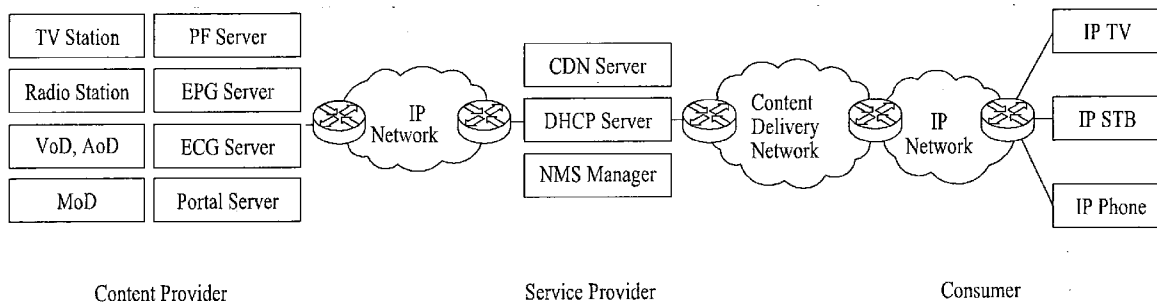 TV Station
PF Server
Radio Station
EPG Server
VoD, AoD
ECG Server
MoD
Portal Server
IP
Network
CDN Server
DHCP Server
NMS Manager
Content
Delivery
Network
IP
Network
IP TV
IP STB
IP Phone
Content Provider
Service Provider
Consumer